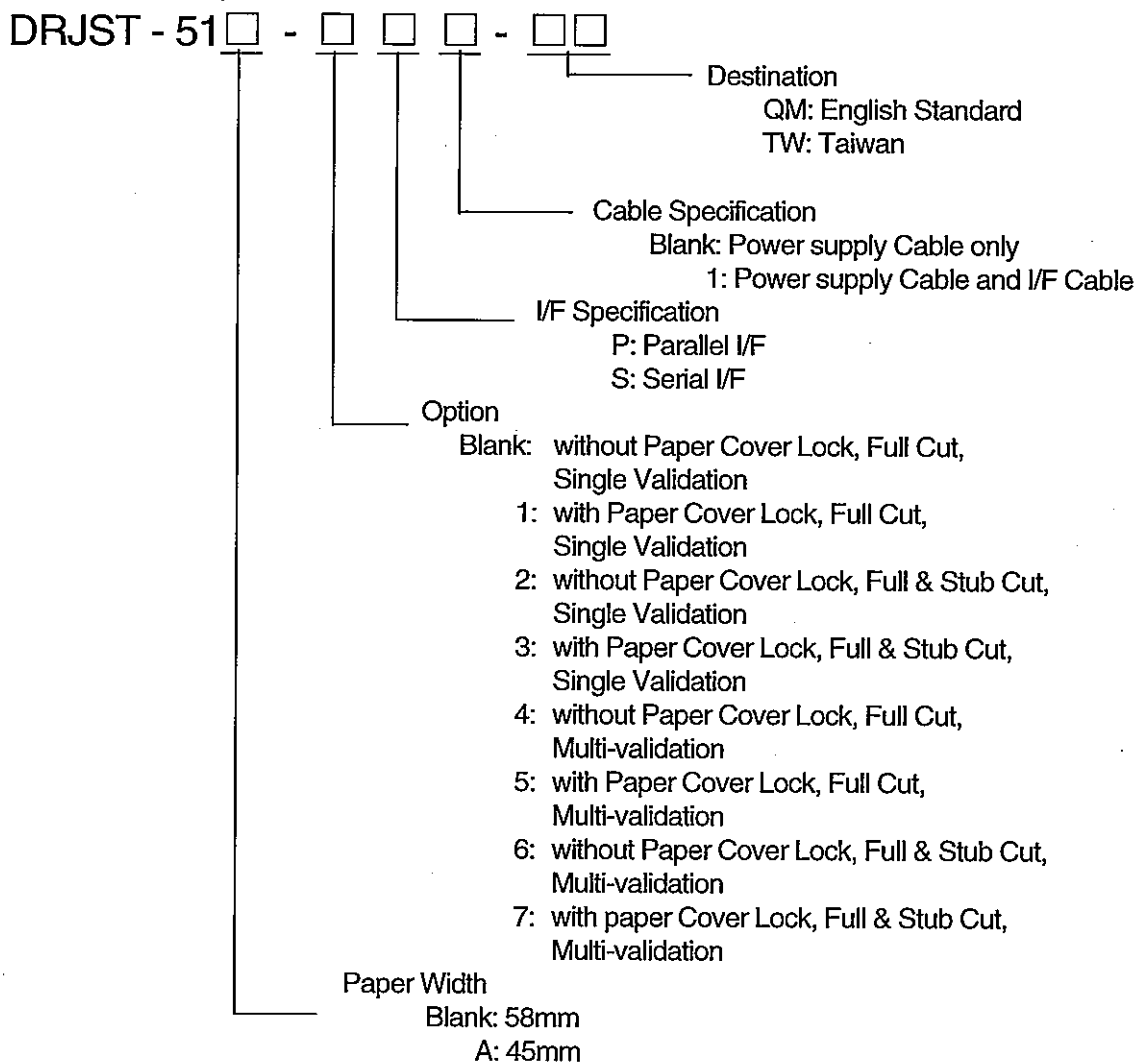 DRJST - 51□ - □ □ □ - □□
Destination
QM: English Standard
TW: Taiwan
Cable Specification
Blank: Power supply Cable only
1: Power supply Cable and I/F Cable
I/F Specification
P: Parallel I/F
S: Serial I/F
Option
Blank: without Paper Cover Lock, Full Cut,
Single Validation
1: with Paper Cover Lock, Full Cut,
Single Validation
2: without Paper Cover Lock, Full & Stub Cut,
Single Validation
3: with Paper Cover Lock, Full & Stub Cut,
Single Validation
4: without Paper Cover Lock, Full Cut,
Multi-validation
5: with Paper Cover Lock, Full Cut,
Multi-validation
6: without Paper Cover Lock, Full & Stub Cut,
Multi-validation
7: with paper Cover Lock, Full & Stub Cut,
Multi-validation
Paper Width
Blank: 58mm
A: 45mm